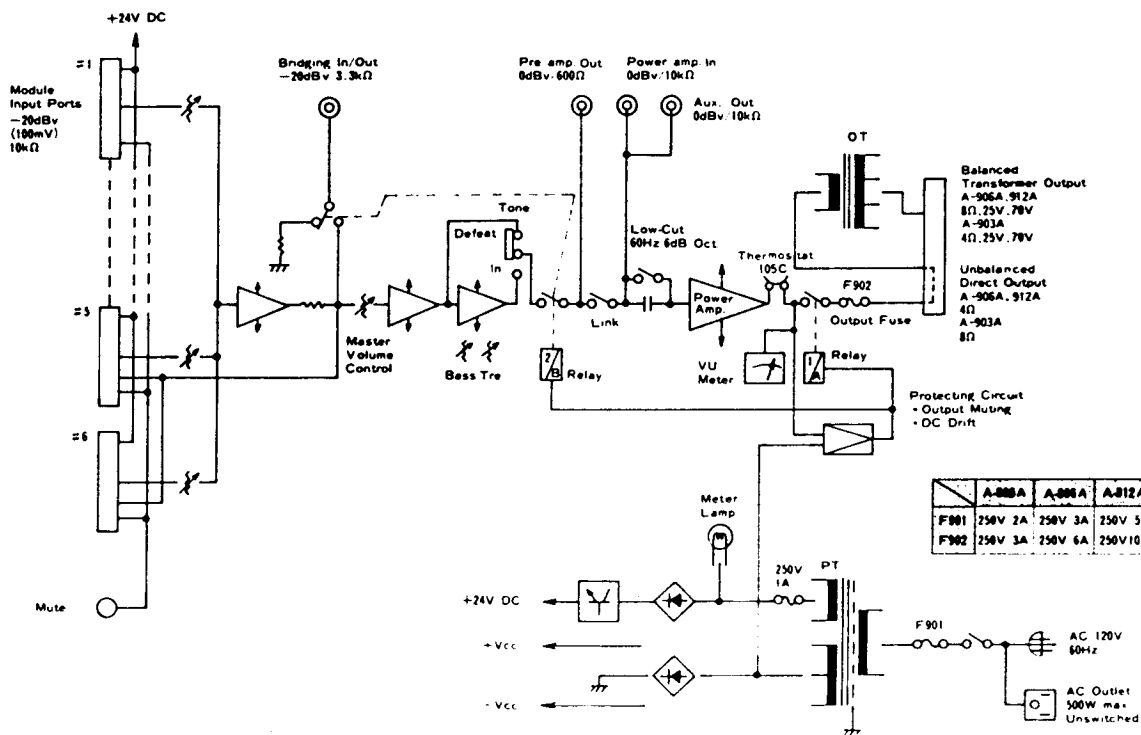 +24V DC
#1
Module
Input Ports
−20dBv
(100mV)
10kΩ
Bridging In/Out
−20dBv 3.3kΩ
Pre amp. Out
0dBv·600Ω
Power amp. In
0dBv/10kΩ
Aux. Out
0dBv/10kΩ
OT
Balanced
Transformer Output
A-906A, 912A
8Ω, 25V, 70V
A-903A
4Ω, 25V, 70V
Unbalanced
Direct Output
A-906A, 912A
4Ω
A-903A
8Ω
Tone
Defeat
In
Low-Cut
60Hz 6dB Oct
Thermostat
105C
F902
Power
Amp.
Output Fuse
Link
Master
Volume
Control
Bass Tre
2
B
Relay
VU
Meter
1
A
Relay
Protecting Circuit
• Output Muting
• DC Drift
#5
#6
Mute
Meter
Lamp
A-903A A-906A A-912A
F901 250V 2A 250V 3A 250V 5
F902 250V 3A 250V 6A 250V10
250V
1A
PT
+24V DC
+Vcc
-Vcc
F901
AC 120V
60Hz
AC Outlet
500W max
Unswitched